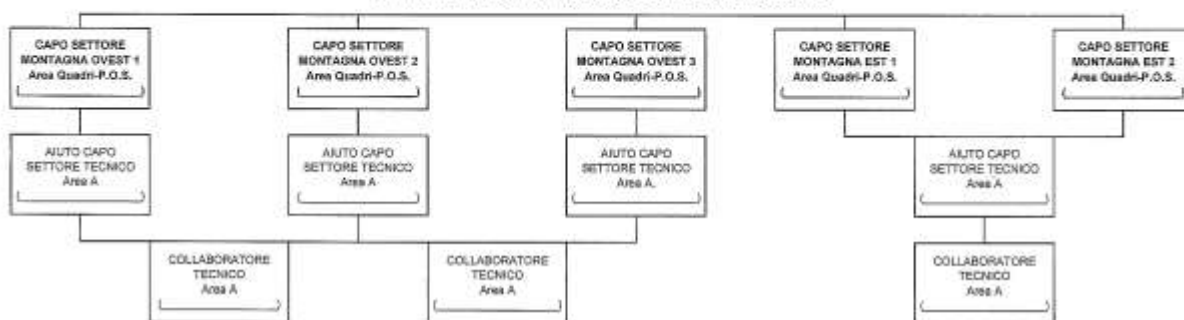 CAPO SETTORE
MONTAGNA OVEST 1
Area Quadri-P.O.S.
CAPO SETTORE
MONTAGNA OVEST 2
Area Quadri-P.O.S.
CAPO SETTORE
MONTAGNA OVEST 3
Area Quadri-P.O.S.
CAPO SETTORE
MONTAGNA EST 1
Area Quadri-P.O.S.
CAPO SETTORE
MONTAGNA EST 2
Area Quadri-P.O.S.
AIUTO CAPO
SETTORE TECNICO
Area A
AIUTO CAPO
SETTORE TECNICO
Area A
AIUTO CAPO
SETTORE TECNICO
Area A.
AIUTO CAPO
SETTORE TECNICO
Area A
COLLABORATORE
TECNICO
Area A
COLLABORATORE
TECNICO
Area A
COLLABORATORE
TECNICO
Area A